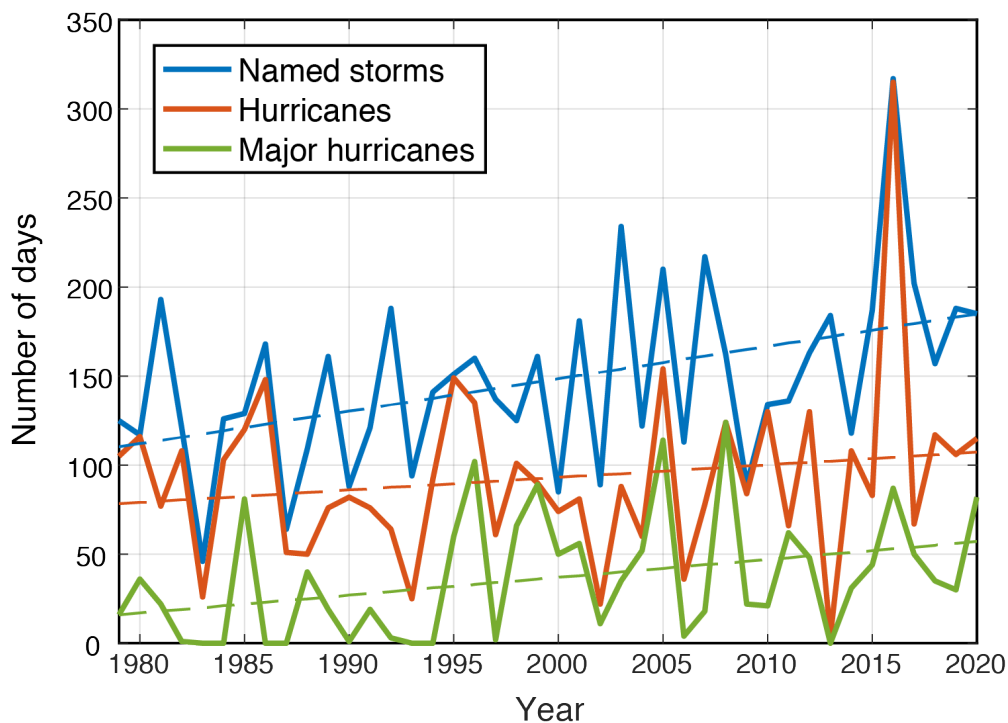 350
300
250
200
150
100
50
0
Number of days
Named storms
Hurricanes
Major hurricanes
1980 1985 1990 1995 2000 2005 2010 2015 2020
Year